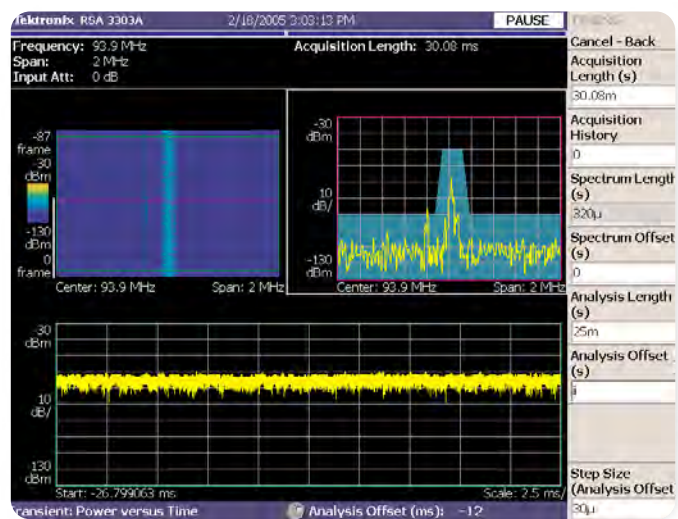 Tektronix RSA 3303A 2/18/2005 3:03:13 PM PAUSE
Frequency: 93.9 MHz
Span: 2 MHz
Input Att: 0 dB
Acquisition Length: 30.08 ms
Cancel - Back
Acquisition
Length (s)
30.08m
Acquisition
History
0
Spectrum Length
(s)
320µ
Spectrum Offset
(s)
0
Analysis Length
(s)
25m
Analysis Offset
(s)
Step Size
(Analysis Offset
30µ
-87
frame
-30
dBm
-130
dBm
0
frame
Center: 93.9 MHz Span: 2 MHz
-30
dBm
10
dB/
-130
dBm
Center: 93.9 MHz Span: 2 MHz
-30
dBm
10
dB/
-130
dBm
Start: -26.799063 ms Scale: 2.5 ms/
ransient: Power versus Time Analysis Offset (ms): -12